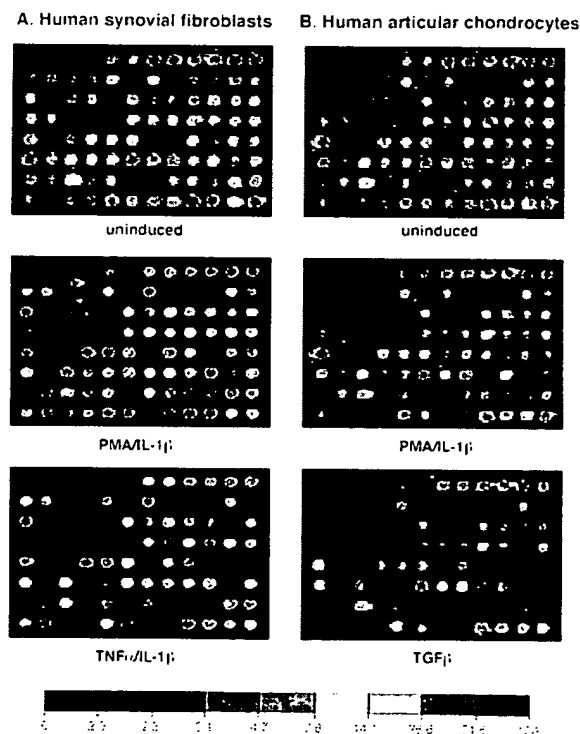 A. Human synovial fibroblasts B. Human articular chondrocytes
uninduced uninduced
PMA/IL-1β PMA/IL-1β
TNFα/IL-1β TGFβ